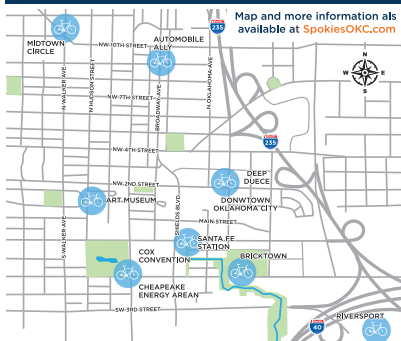 Map and more information als
available at SpokiesOKC.com
235
AUTOMOBILE
ALLY
MIDTOWN
CIRCLE
NW-10TH STREET
N
W
E
S
N WALKER AVE
N HUDSON STREET
BROADWAY AVE
N OKLAHOMA AVE
NW-7TH STREET
235
NW-4TH STREET
DEEP
DUECE
NW-2ND STREET
ART MUSEUM
DONWTOWN
OKLAHOMA CITY
S WALKER AVE
SHIELDS BLVD
MAIN STREET
SANTA FE
STATION
COX
CONVENTION
BRICKTOWN
CHEAPEAKE
ENERGY AREAN
SW-3RD STREET
40
RIVERSPORT